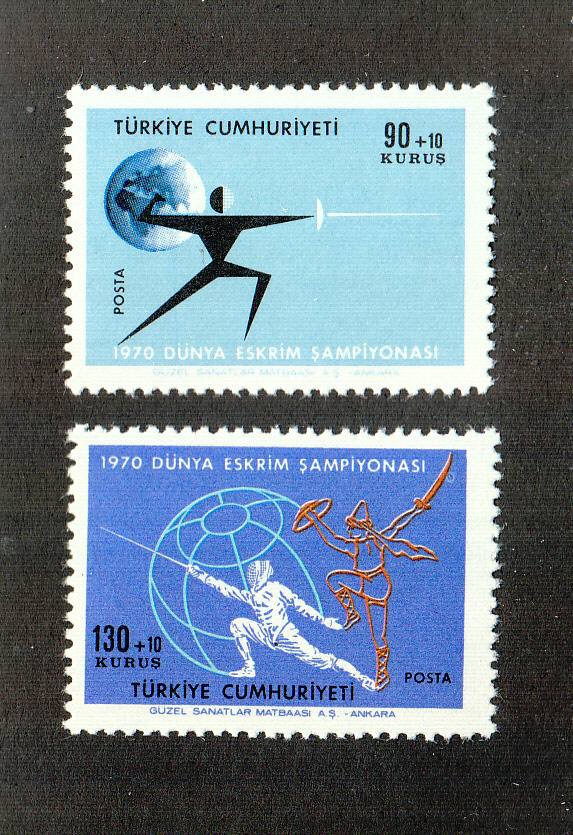 TÜRKİYE CUMHURİYETİ
90 +10
KURUŞ
POSTA
1970 DÜNYA ESKRİM ŞAMPİYONASI
GÜZEL SANATLAR MATBAASI A.Ş. -ANKARA
1970 DÜNYA ESKRİM ŞAMPİYONASI
130 +10
KURUŞ
POSTA
TÜRKİYE CUMHURİYETİ
GÜZEL SANATLAR MATBAASI A.Ş. -ANKARA